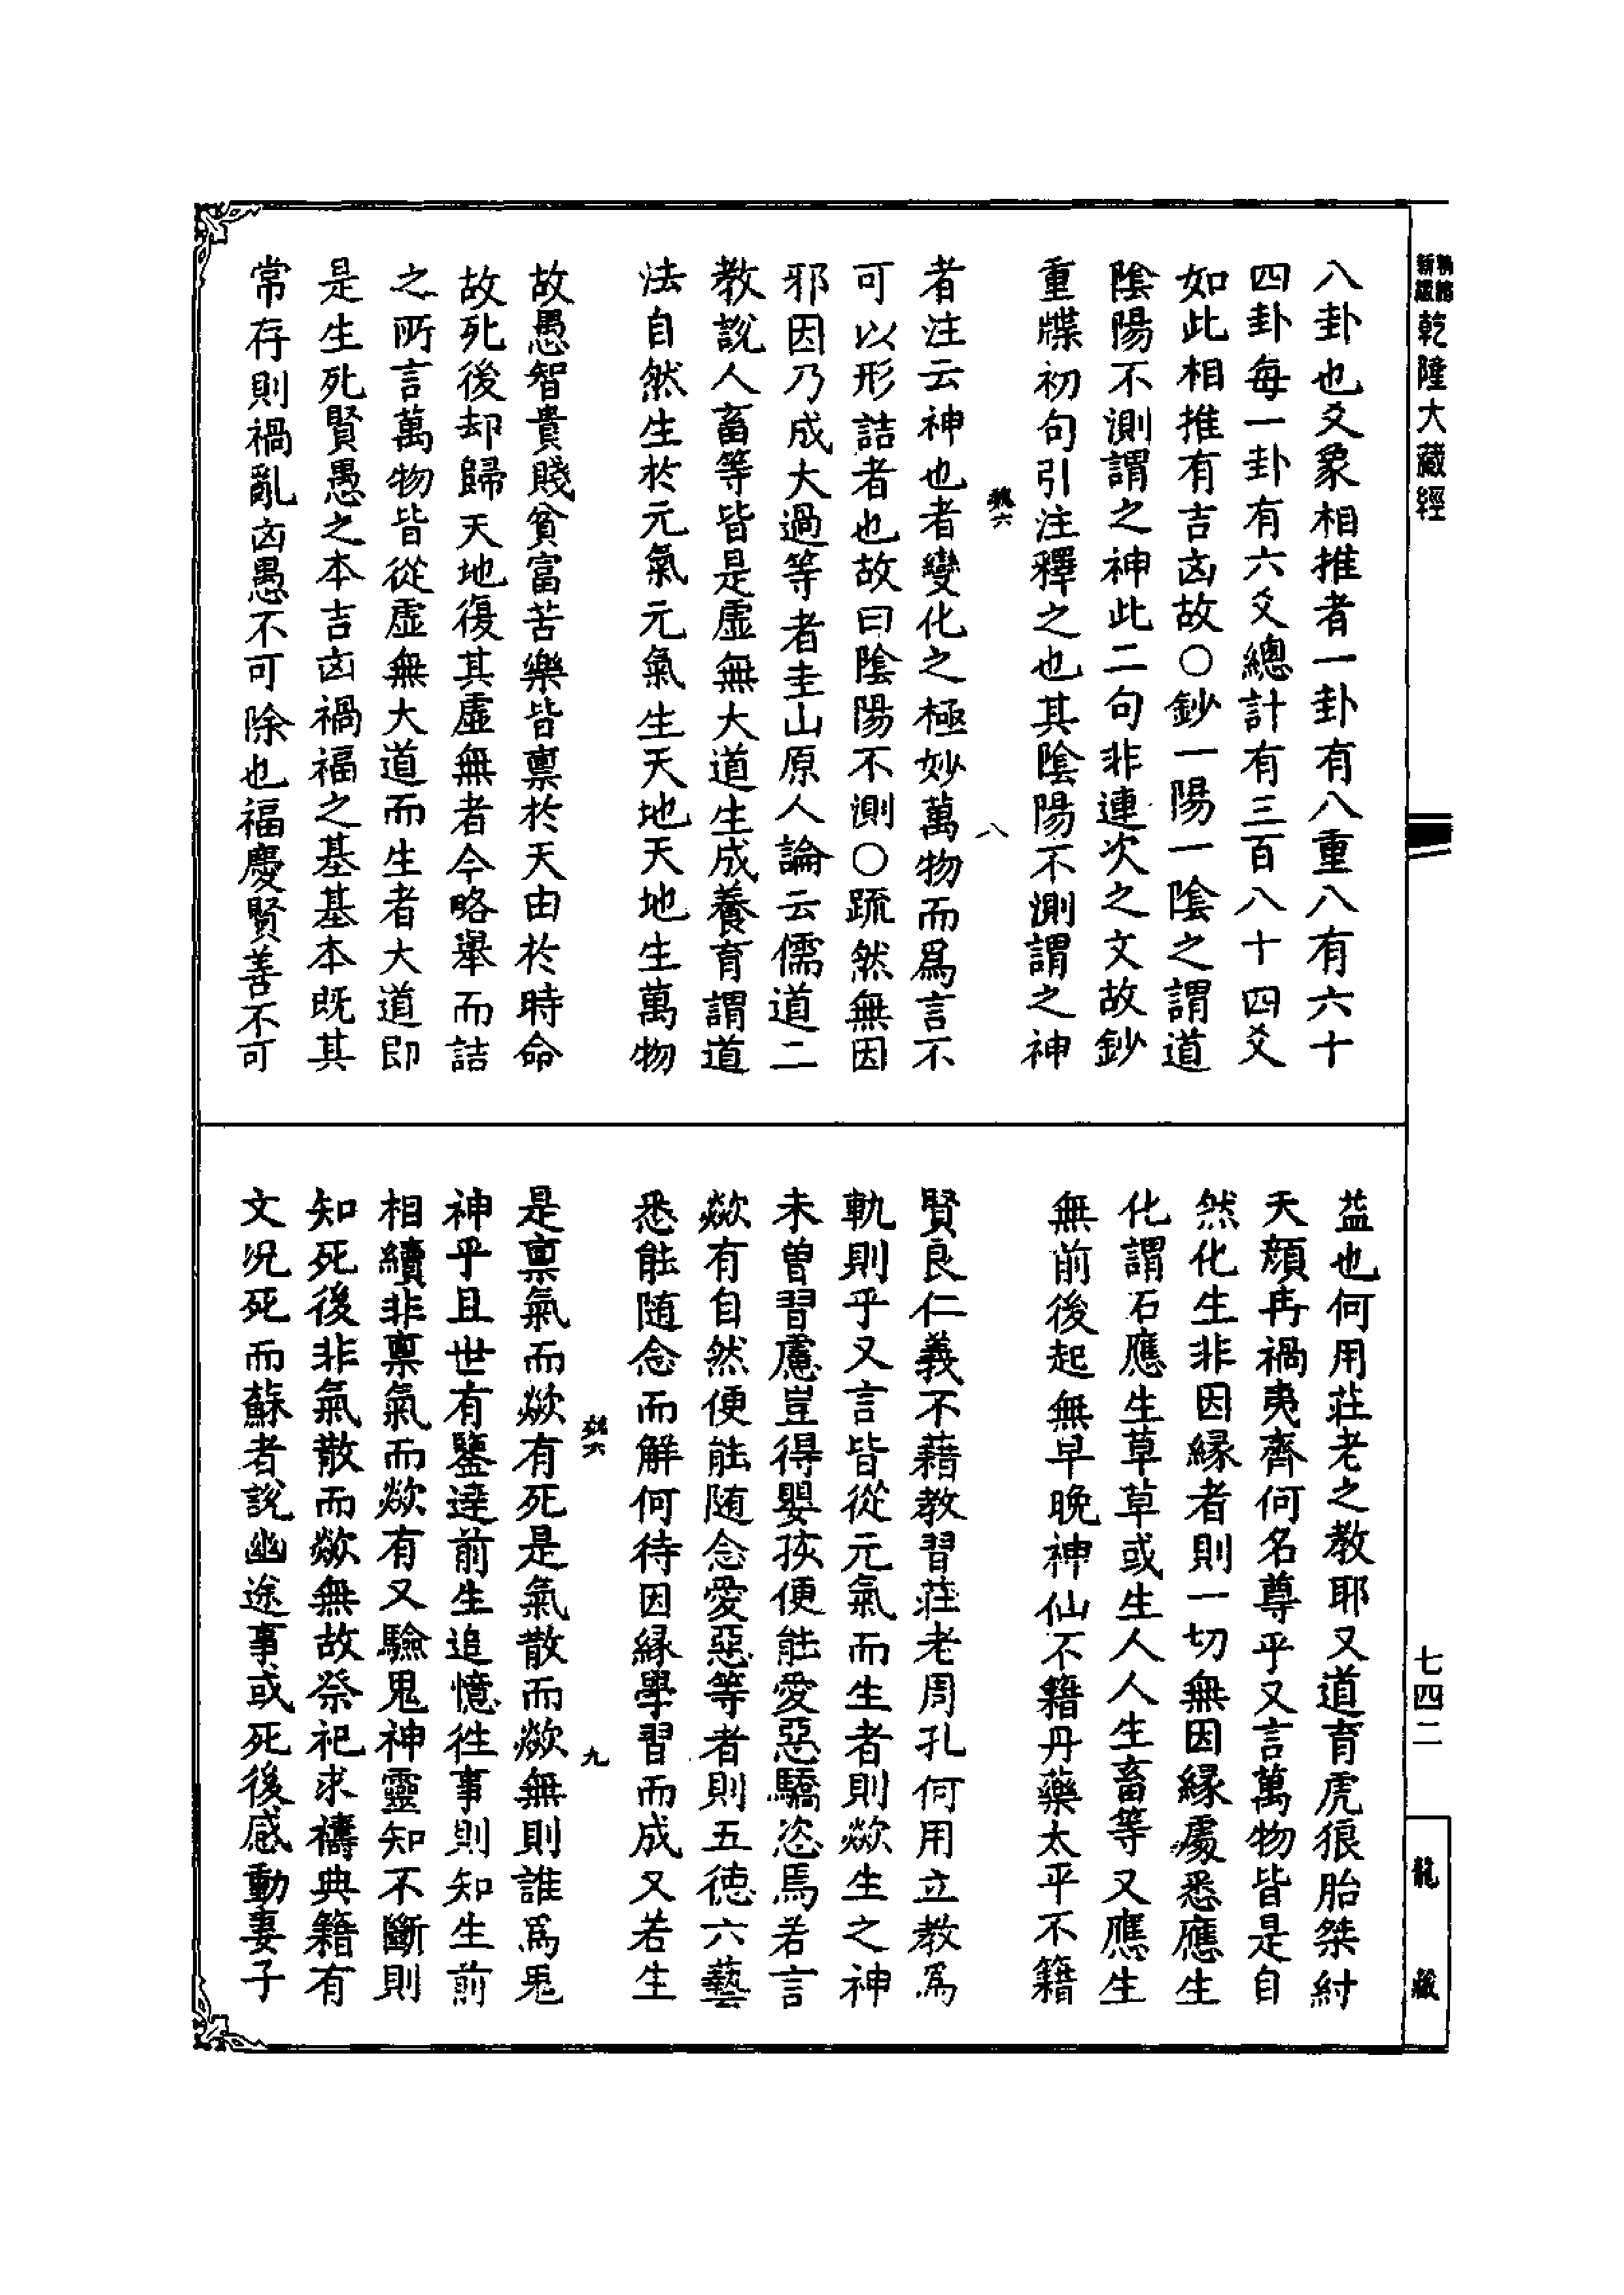 乾隆大藏經
八卦也爻象相推者一卦有八重八有六十
四卦每一卦有六爻總計有三百八十四爻
如此相推有吉凶故〇鈔一陽一陰之謂道
陰陽不測謂之神此二句非連次之文故鈔
重牒初句引注釋之也其陰陽不測謂之神
八
者注云神也者變化之極妙萬物而爲言不
可以形詰者也故曰陰陽不測〇疏然無因
邪因乃成大過等者圭山原人論云儒道二
教說人畜等皆是虛無大道生成養育謂道
法自然生於元氣元氣生天地天地生萬物
故愚智貴賤貧富苦樂皆禀於天由於時命
故死後却歸天地復其虛無者今略舉而詰
之所言萬物皆從虛無大道而生者大道即
是生死賢愚之本吉凶禍福之基基本既其
常存則禍亂凶愚不可除也福慶賢善不可
益也何用莊老之教耶又道育虎狼胎桀紂
夭顏冉禍夷齊何名尊乎又言萬物皆是自
然化生非因緣者則一切無因緣處悉應生
化謂石應生草草或生人人生畜等又應生
無前後起無早晚神仙不籍丹藥太平不籍
賢良仁義不藉教習莊老周孔何用立教爲
軌則乎又言皆從元氣而生者則欻生之神
未曾習慮豈得嬰孩便能愛惡驕恣焉若言
欻有自然便能随念愛惡等者則五德六藝
悉能随念而解何待因緣學習而成又若生
九
是禀氣而欻有死是氣散而欻無則誰爲鬼
神乎且世有鑒達前生追憶往事則知生前
相續非禀氣而欻有又驗鬼神靈知不斷則
知死後非氣散而欻無故祭祀求禱典籍有
文况死而蘇者說幽途事或死後感動妻子
七四二
龍藏